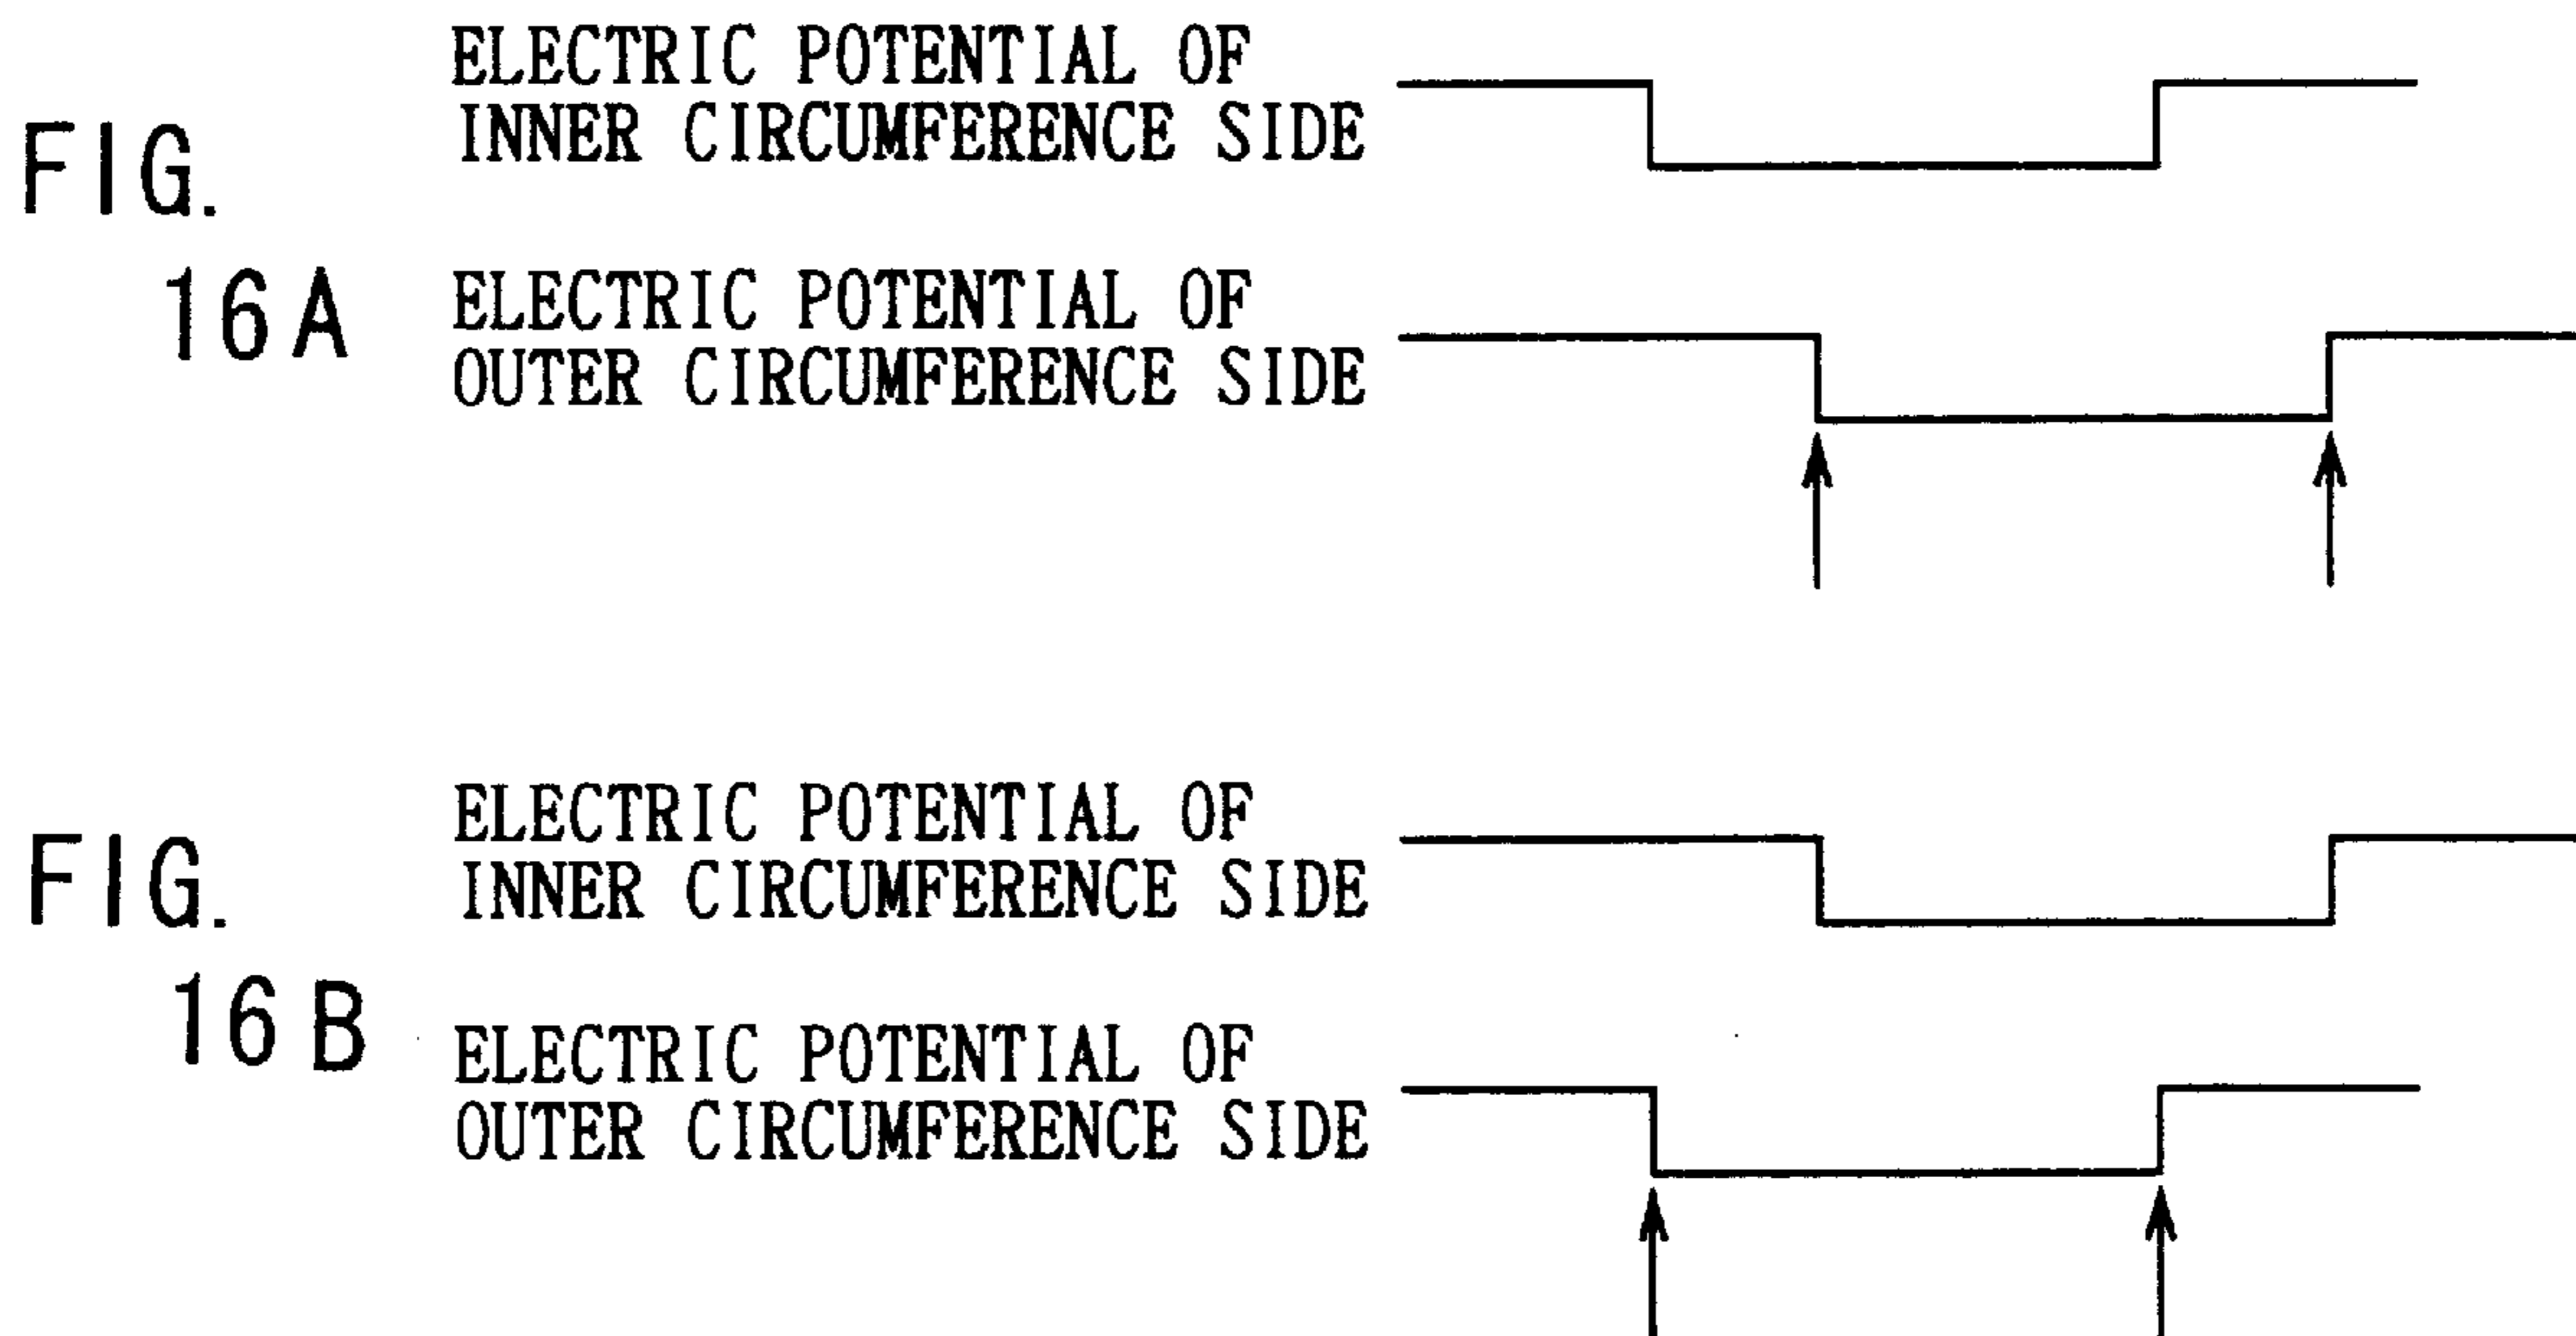 FIG.
16A
ELECTRIC POTENTIAL OF
INNER CIRCUMFERENCE SIDE
ELECTRIC POTENTIAL OF
OUTER CIRCUMFERENCE SIDE
FIG.
16B
ELECTRIC POTENTIAL OF
INNER CIRCUMFERENCE SIDE
ELECTRIC POTENTIAL OF
OUTER CIRCUMFERENCE SIDE